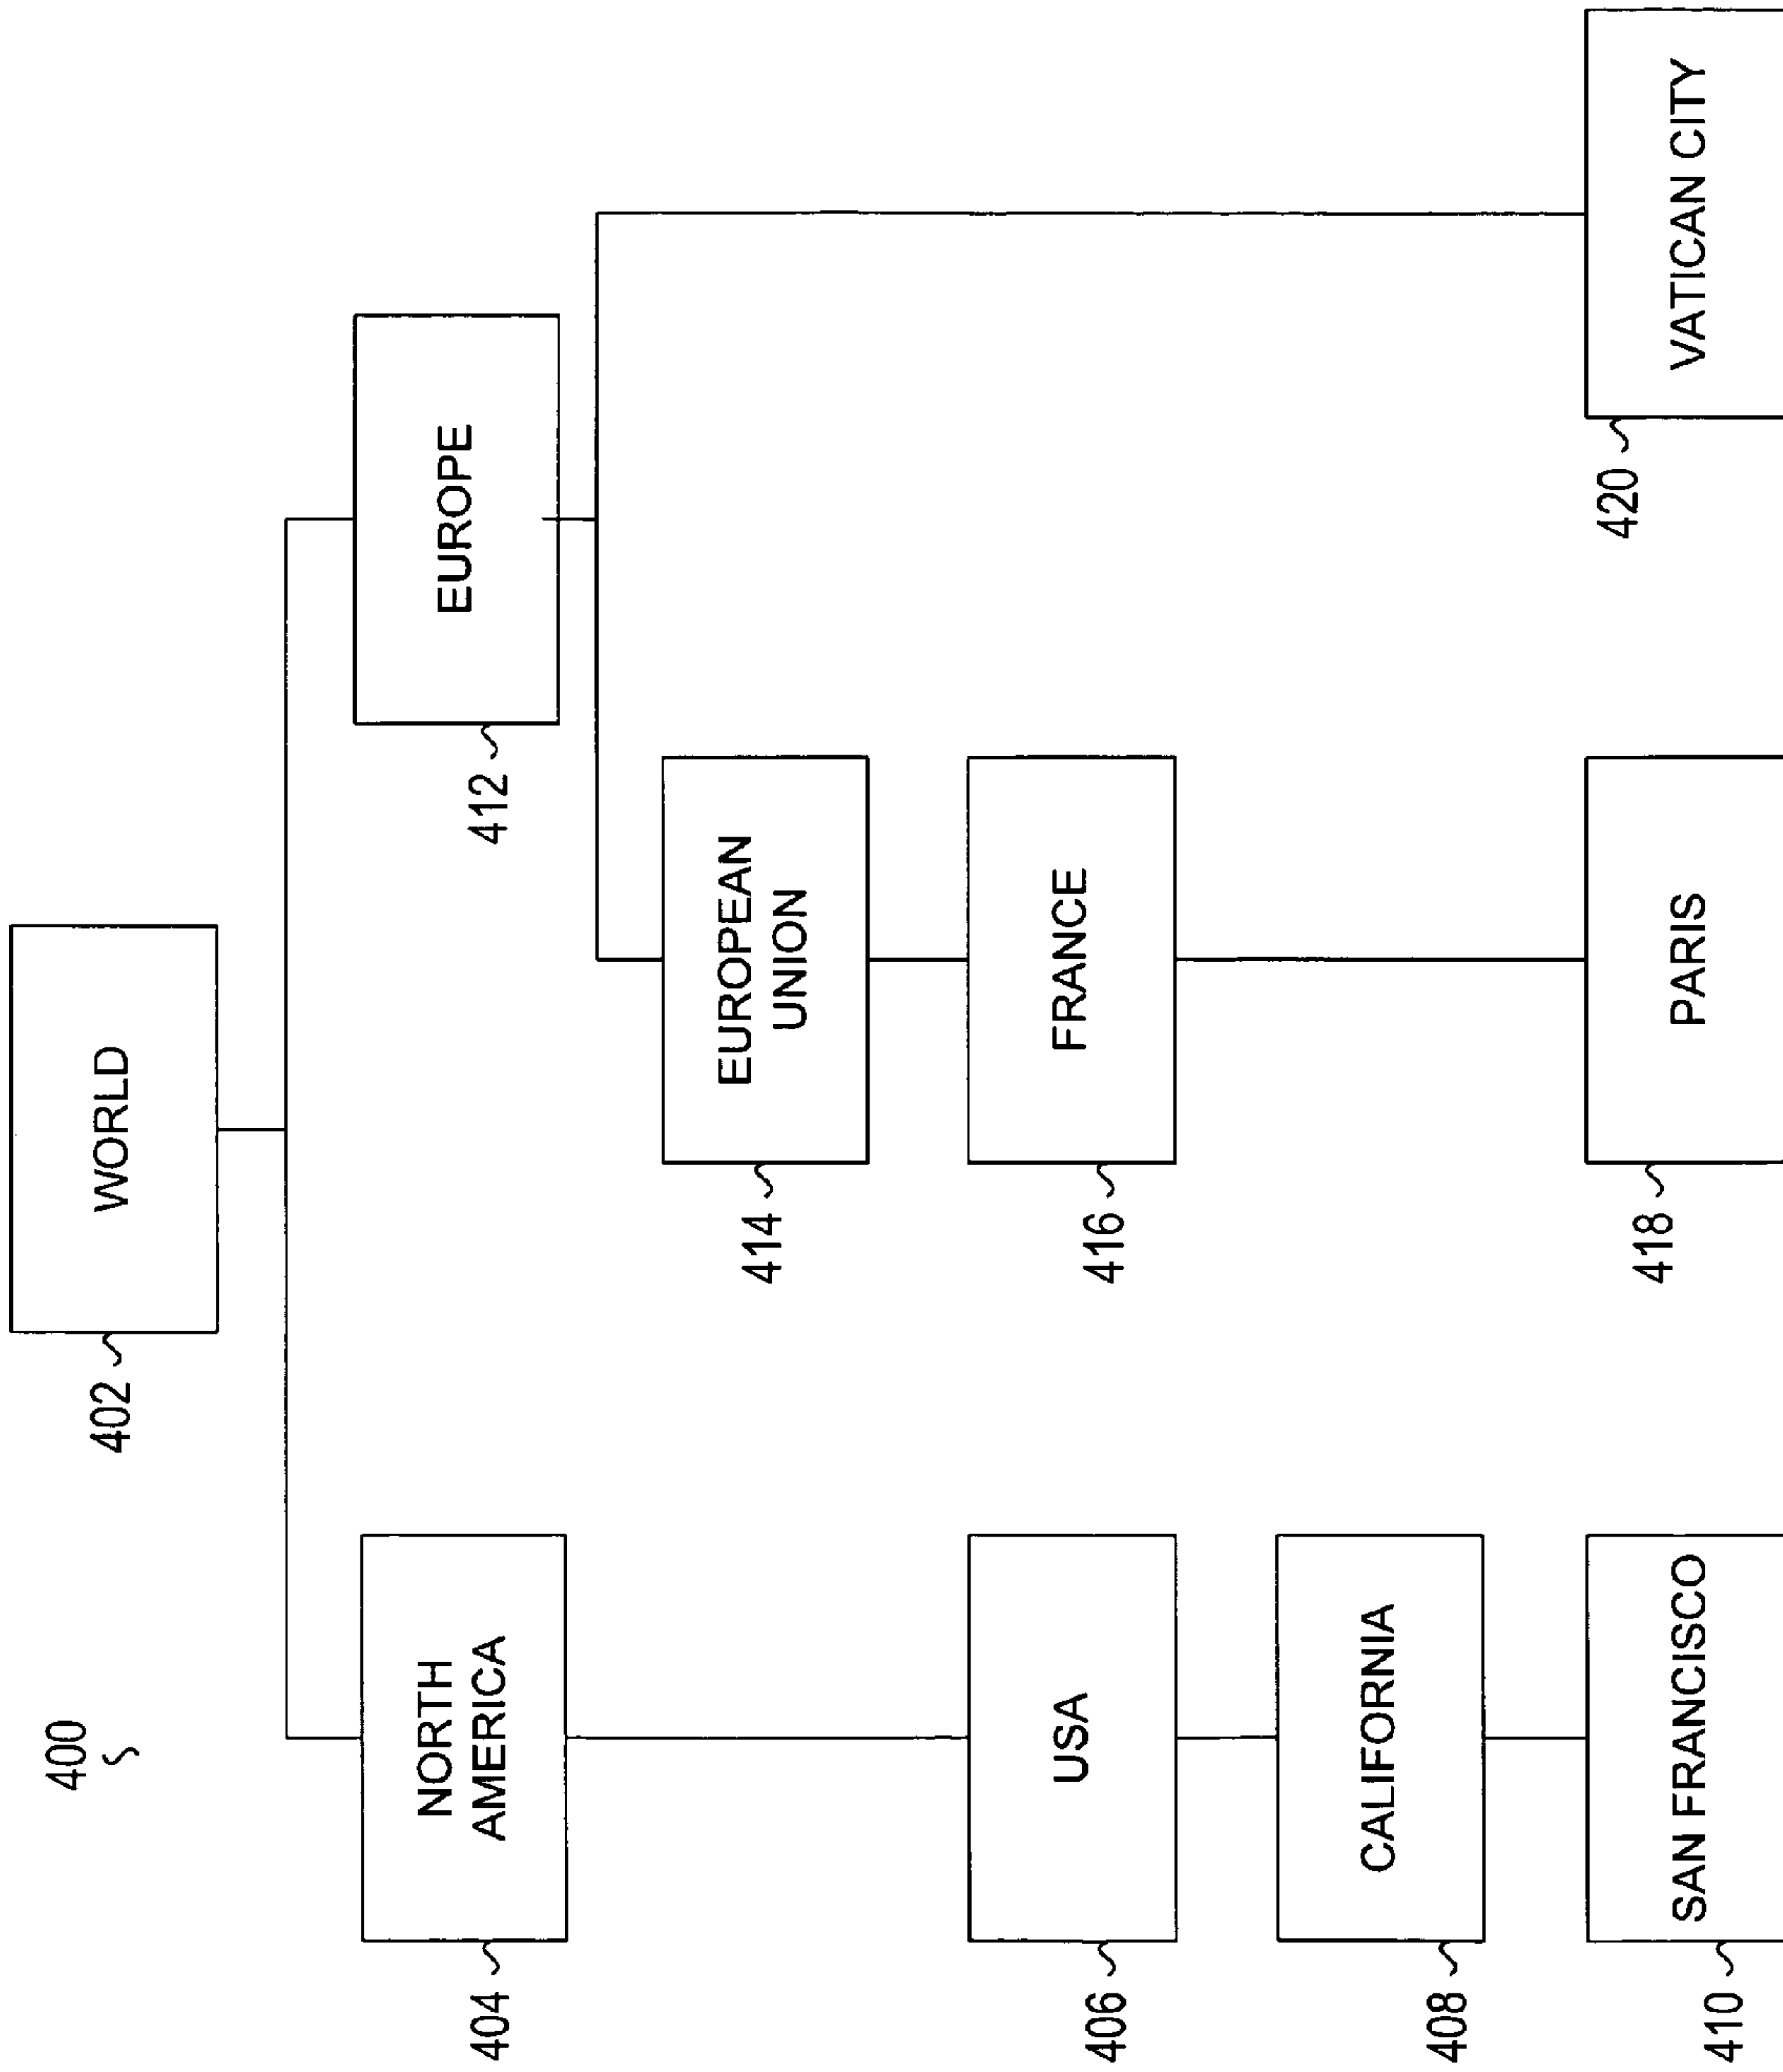 400
402
WORLD
404
NORTH
AMERICA
412
EUROPE
414
EUROPEAN
UNION
406
USA
416
FRANCE
408
CALIFORNIA
410
SAN FRANCISCO
418
PARIS
420
VATICAN CITY